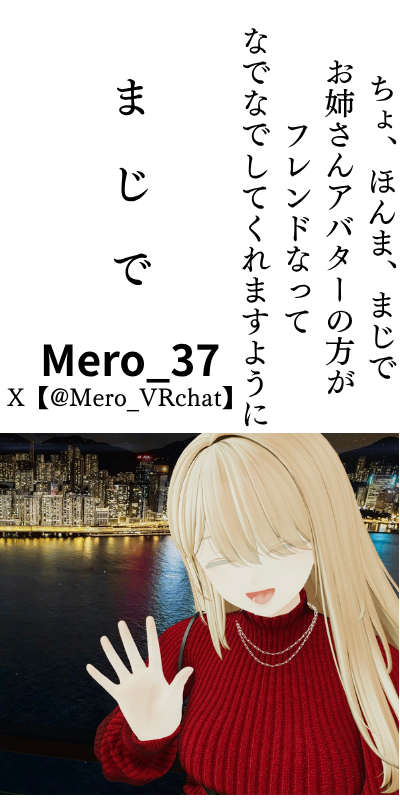 ちょ、ほんま、まじで
お姉さんアバターの方が
フレンドなって
なでなでしてくれますように
まじで
Mero_37
X【@Mero_VRchat】